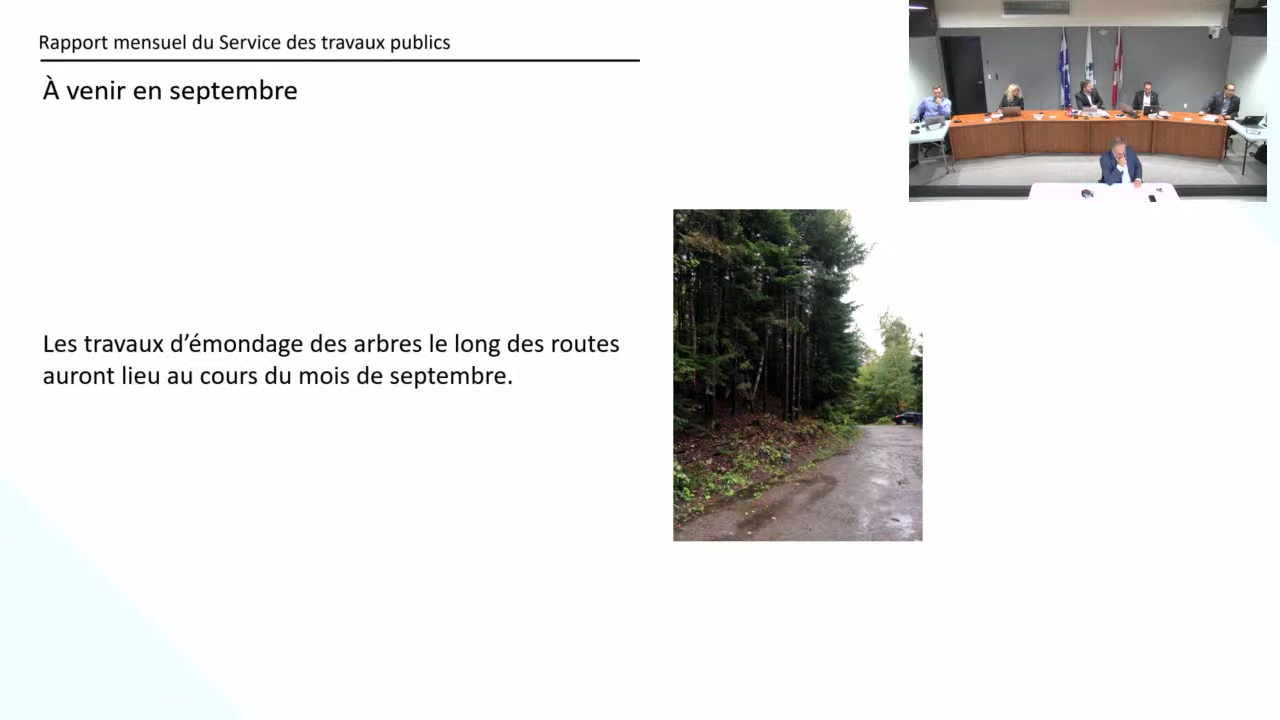 Rapport mensuel du Service des travaux publics
À venir en septembre
Les travaux d’émondage des arbres le long des routes
auront lieu au cours du mois de septembre.